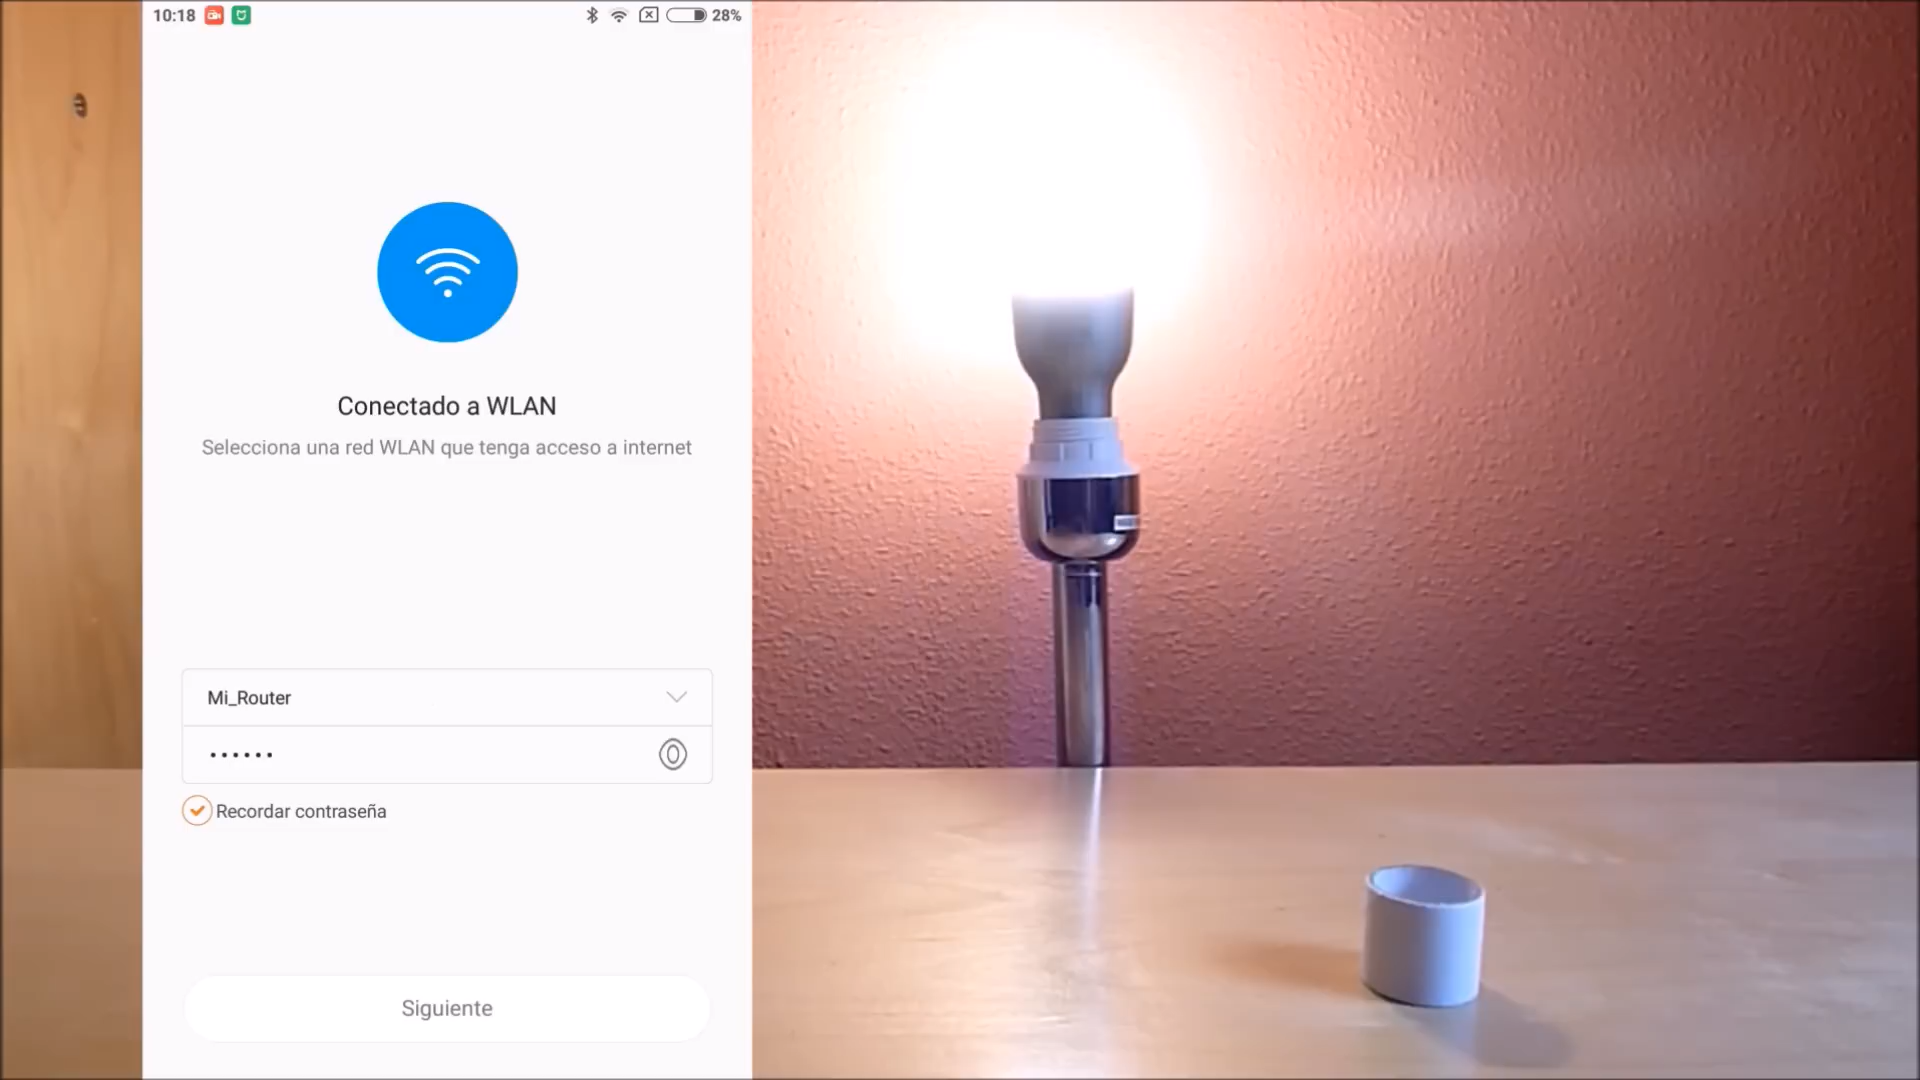 10:18
28%
Conectado a WLAN
Selecciona una red WLAN que tenga acceso a internet
Mi_Router
••••••
Recordar contraseña
Siguiente